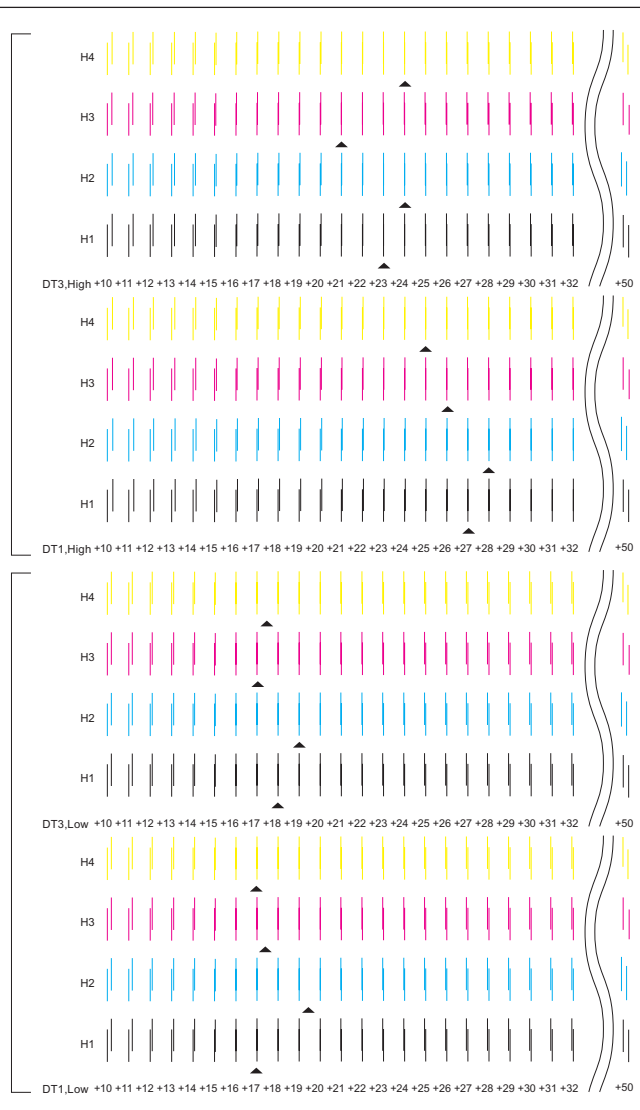 H4
H3
H2
H1
DT3,High +10 +11 +12 +13 +14 +15 +16 +17 +18 +19 +20 +21 +22 +23 +24 +25 +26 +27 +28 +29 +30 +31 +32 +50
H4
H3
H2
H1
DT1,High +10 +11 +12 +13 +14 +15 +16 +17 +18 +19 +20 +21 +22 +23 +24 +25 +26 +27 +28 +29 +30 +31 +32 +50
H4
H3
H2
H1
DT3,Low +10 +11 +12 +13 +14 +15 +16 +17 +18 +19 +20 +21 +22 +23 +24 +25 +26 +27 +28 +29 +30 +31 +32 +50
H4
H3
H2
H1
DT1,Low +10 +11 +12 +13 +14 +15 +16 +17 +18 +19 +20 +21 +22 +23 +24 +25 +26 +27 +28 +29 +30 +31 +32 +50